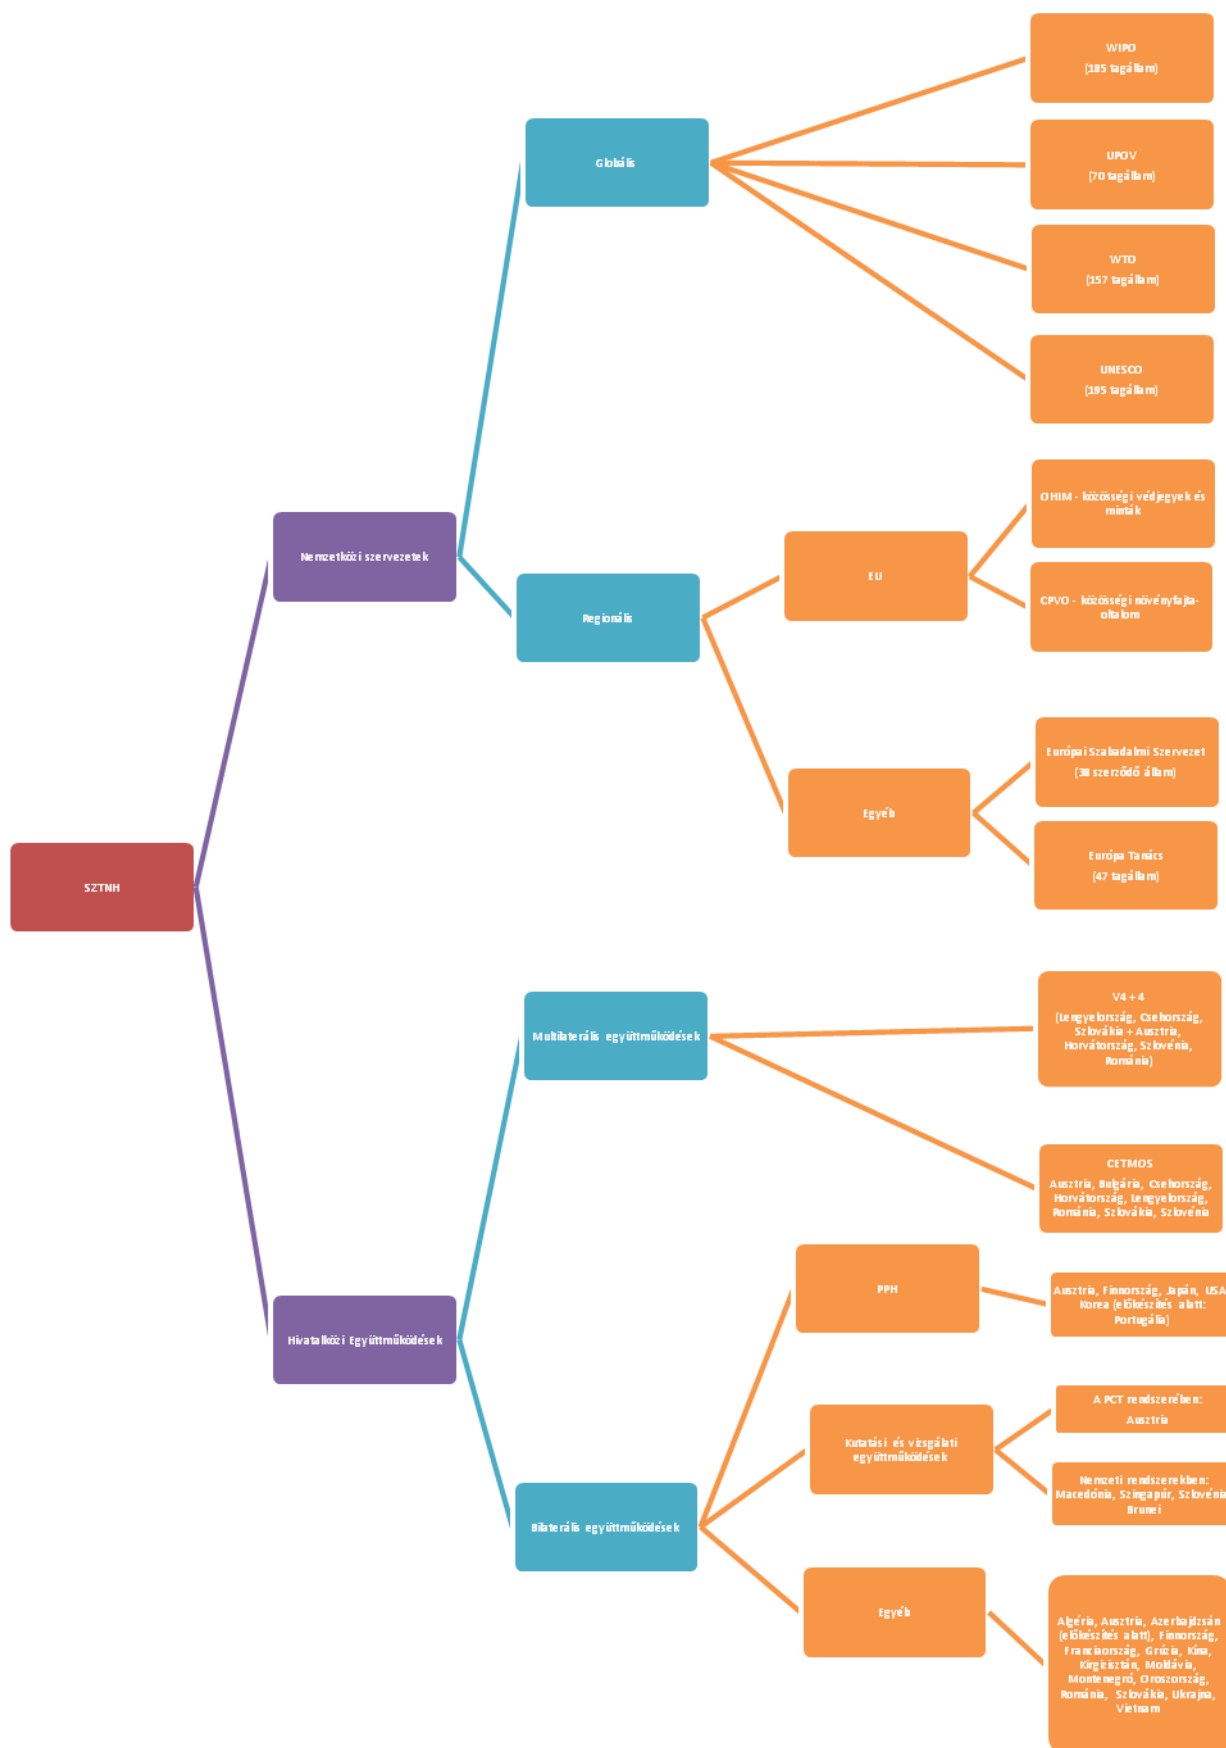 WIPO
(185 tagállam)
Globális
UPOV
(70 tagállam)
WTO
(157 tagállam)
UNESCO
(195 tagállam)
OHIM - közösségi védjegyek és
minták
Nemzetközi szervezetek
EU
CPVO - közösségi növényfajta-
oltalom
Regionális
Európai Szabadalmi Szervezet
(38 szerződő állam)
Egyéb
Európa Tanács
(47 tagállam)
SZTNH
V4 + 4
(Lengyelország, Csehország,
Szlovákia + Ausztria,
Horvátország, Szlovénia,
Románia)
Multilaterális együttműködések
CETMOS
Ausztria, Bulgária, Csehország,
Horvátország, Lengyelország,
Románia, Szlovákia, Szlovénia
PPH
Ausztria, Finnország, Japán, USA
Korea (előkészítés alatt:
Portugália)
Hivatalközi Együttműködések
A PCT rendszerében:
Ausztria
Kutatási és vizsgálati
együttműködések
Nemzeti rendszerekben:
Macedónia, Szingapúr, Szlovénia
Brunei
Bilaterális együttműködések
Egyéb
Algéria, Ausztria, Azerbajdzsán
(előkészítés alatt), Finnország,
Franciaország, Grúzia, Kína,
Kirgizisztán, Moldávia,
Montenegró, Oroszország,
Románia, Szlovákia, Ukrajna,
Vietnam